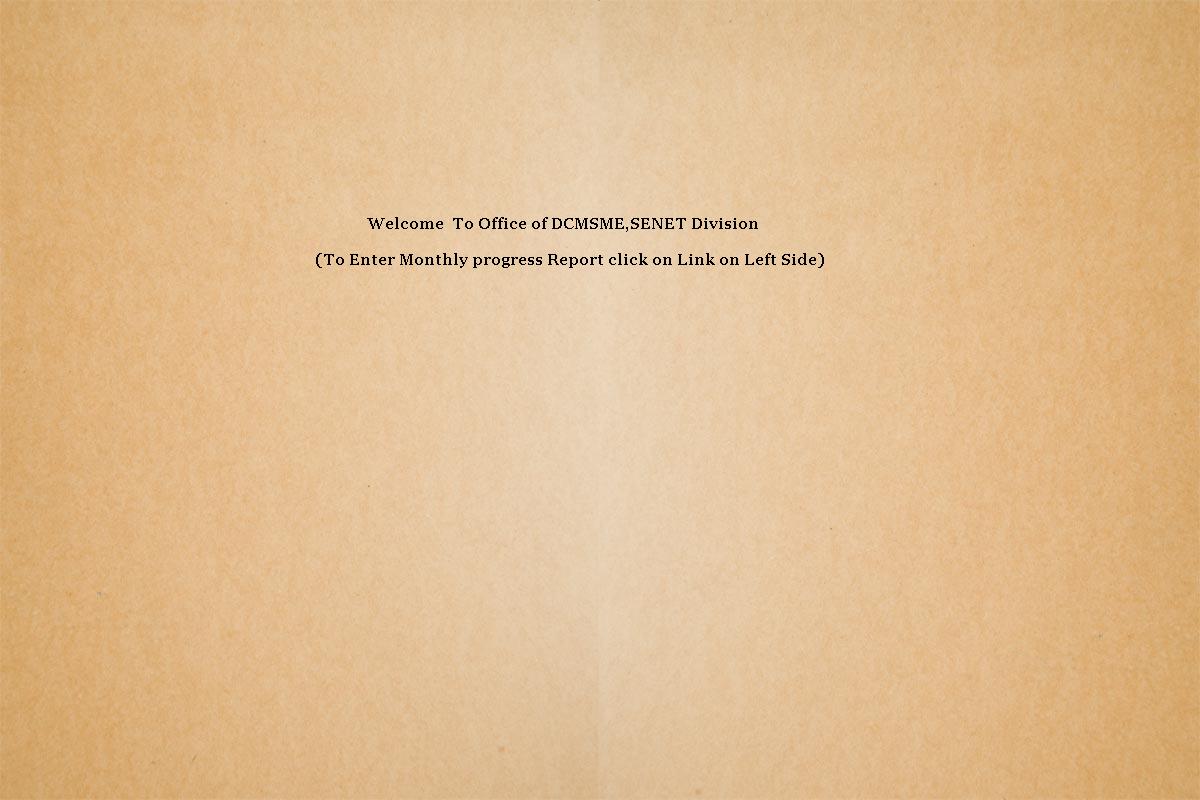 Welcome  To Office of DCMSME,SENET Division
(To Enter Monthly progress Report click on Link on Left Side)